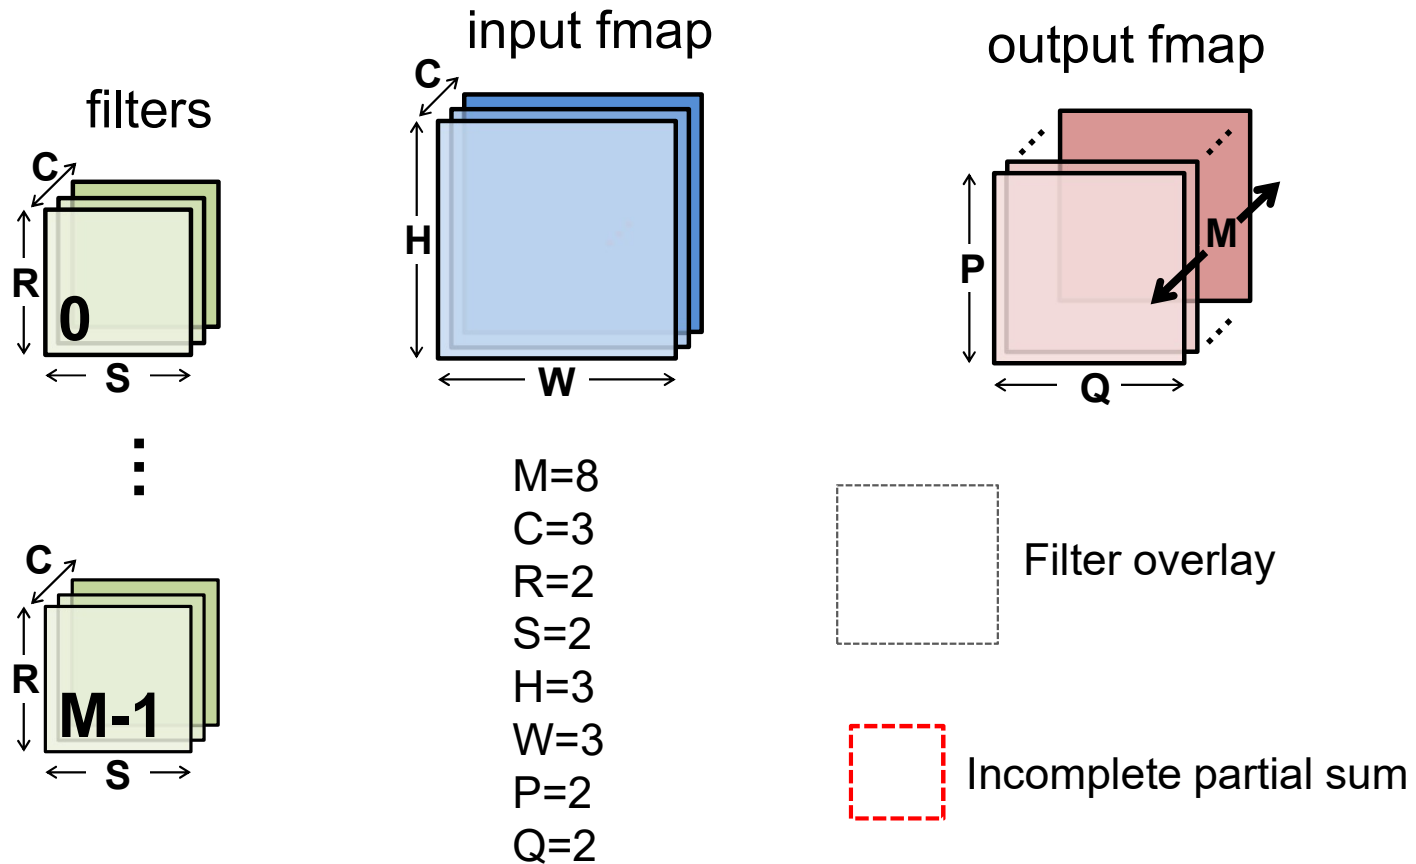 input fmap
output fmap
filters
C
H
W
C
R
0
S
P
M
Q
C
R
M-1
S
M=8
C=3
R=2
S=2
H=3
W=3
P=2
Q=2
Filter overlay
Incomplete partial sum